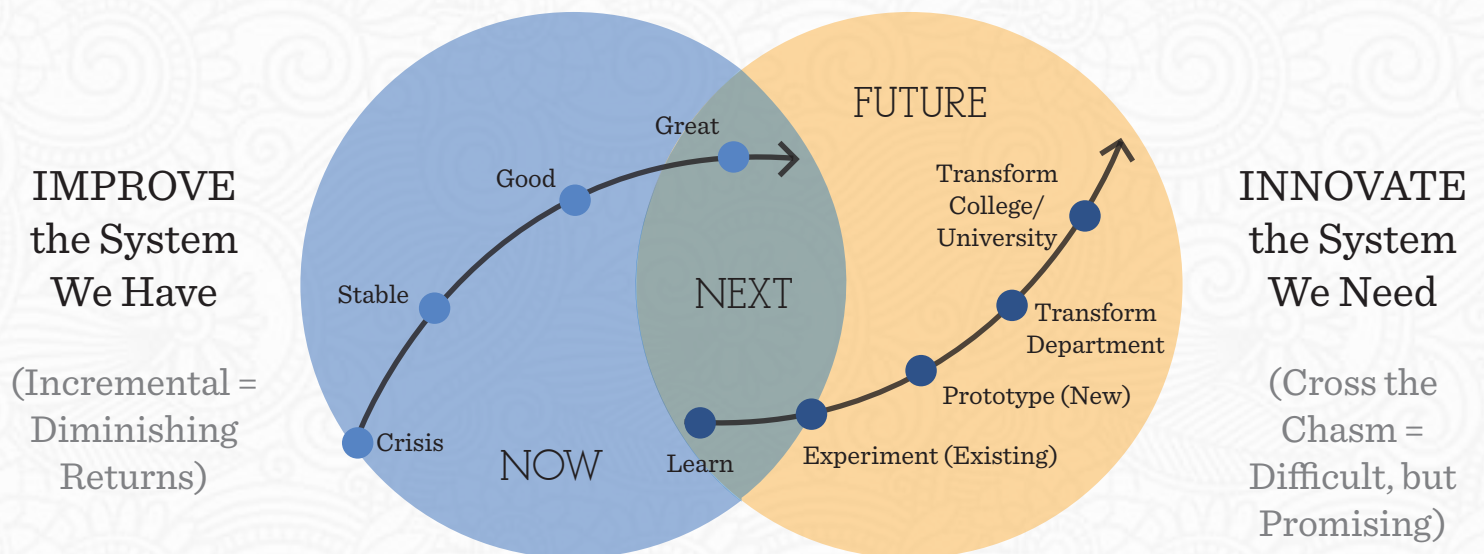 IMPROVE
the System
We Have
(Incremental =
Diminishing
Returns)
Great
Good
Stable
Crisis
NOW
NEXT
Learn
FUTURE
Transform
College/
University
Transform
Department
Prototype (New)
Experiment (Existing)
INNOVATE
the System
We Need
(Cross the
Chasm =
Difficult, but
Promising)